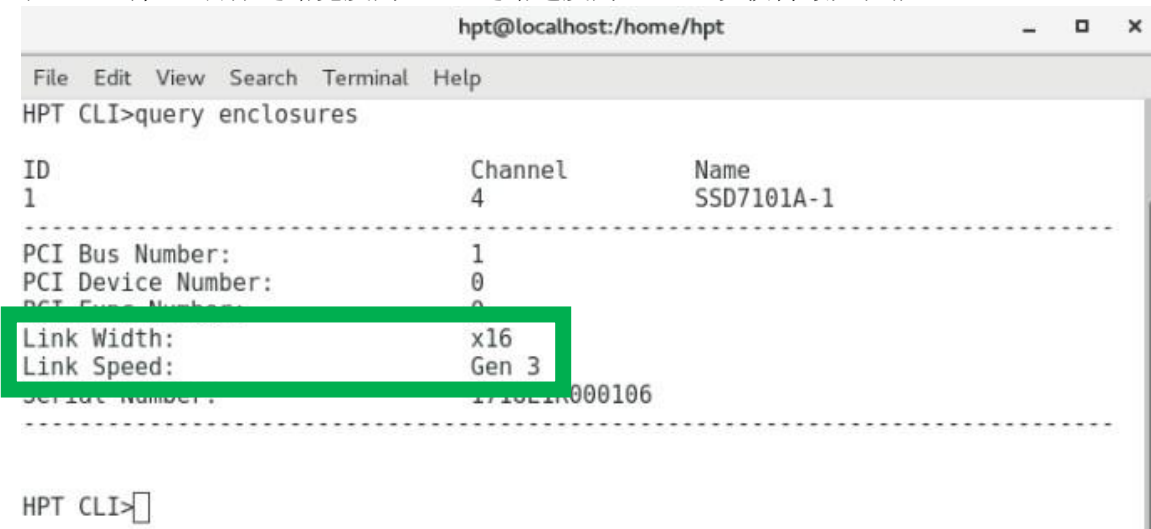 hpt@localhost:/home/hpt
File Edit View Search Terminal Help
HPT CLI>query enclosures
ID Channel Name
1 4 SSD7101A-1
PCI Bus Number: 1
PCI Device Number: 0
Link Width: x16
Link Speed: Gen 3
HPT CLI>